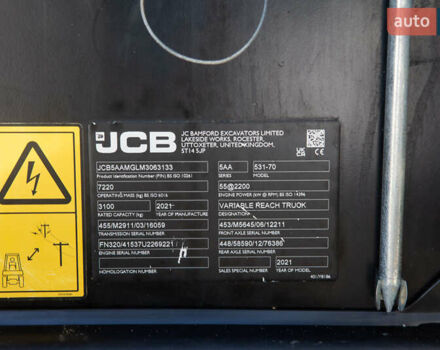 auto
JCB
JC BAMFORD EXCAVATORS LIMITED
LAKESIDE WORKS, ROCESTER,
UTTOXETER, UNITED KINGDOM,
ST14 5JP
JCB5AAMGLM3063133 5AA 531-70
Product Identification Number (PIN) BS ISO 10261 SERIES MODEL
7220 55@2200
OPERATING MASS (kg) BS ISO 6016 ENGINE POWER (kW @ RPM) BS ISO 14396
3100 2021 VARIABLE REACH TRUCK
RATED CAPACITY (kg) YEAR OF MANUFACTURE DESIGNATION
455/M2911/03/16059 453/M5645/06/12211
TRANSMISSION SERIAL NUMBER FRONT AXLE SERIAL NUMBER
FN320/41537U2269221 448/58590/12/76386
ENGINE SERIAL NUMBER REAR AXLE SERIAL NUMBER
2021
HOMOLOGATION NUMBER SALES SPECIAL NUMBER YEAR OF MODEL